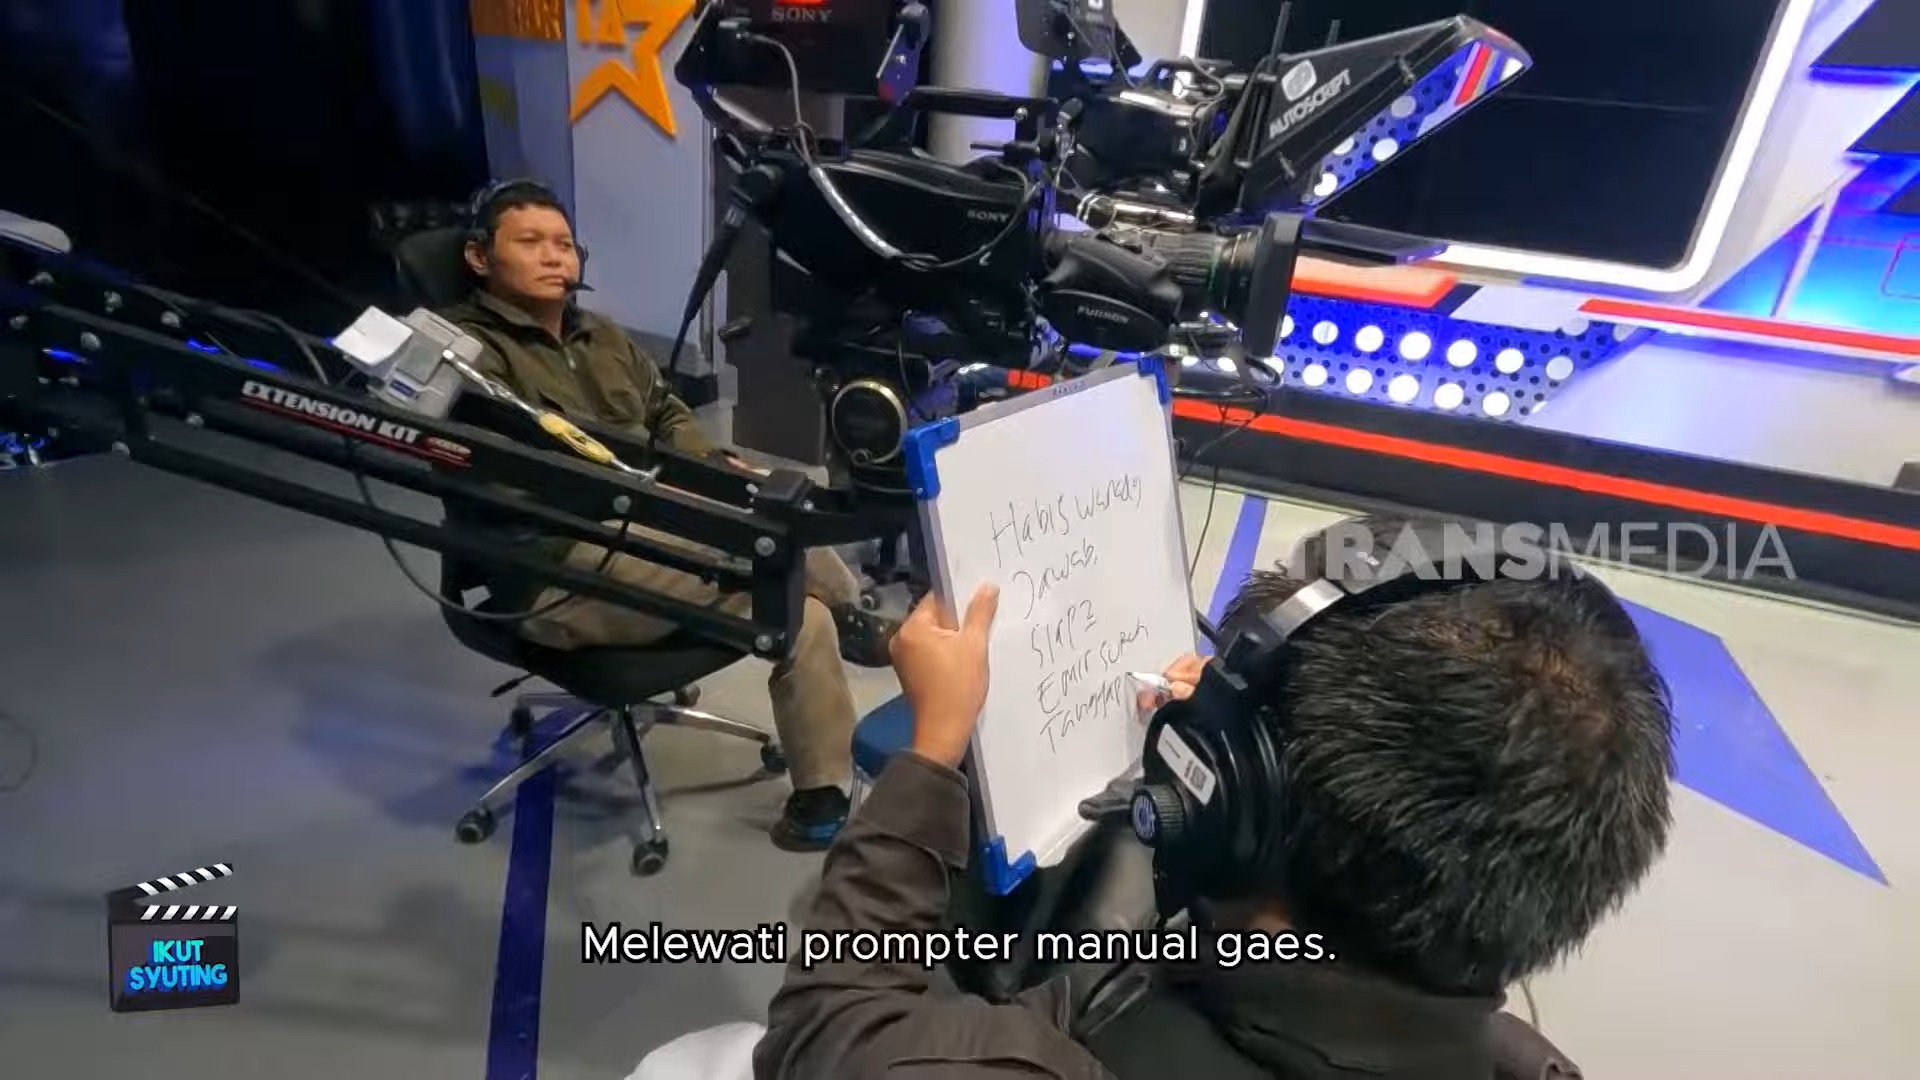 SONY
AUTOSCRIPT
SONY
FUJINON
EXTENSION KIT
Habis
Jawab.
Siap2
Emir suruh
Tanggap
TRANSMEDIA
IKUT
SYUTING
Melewati prompter manual gaes.